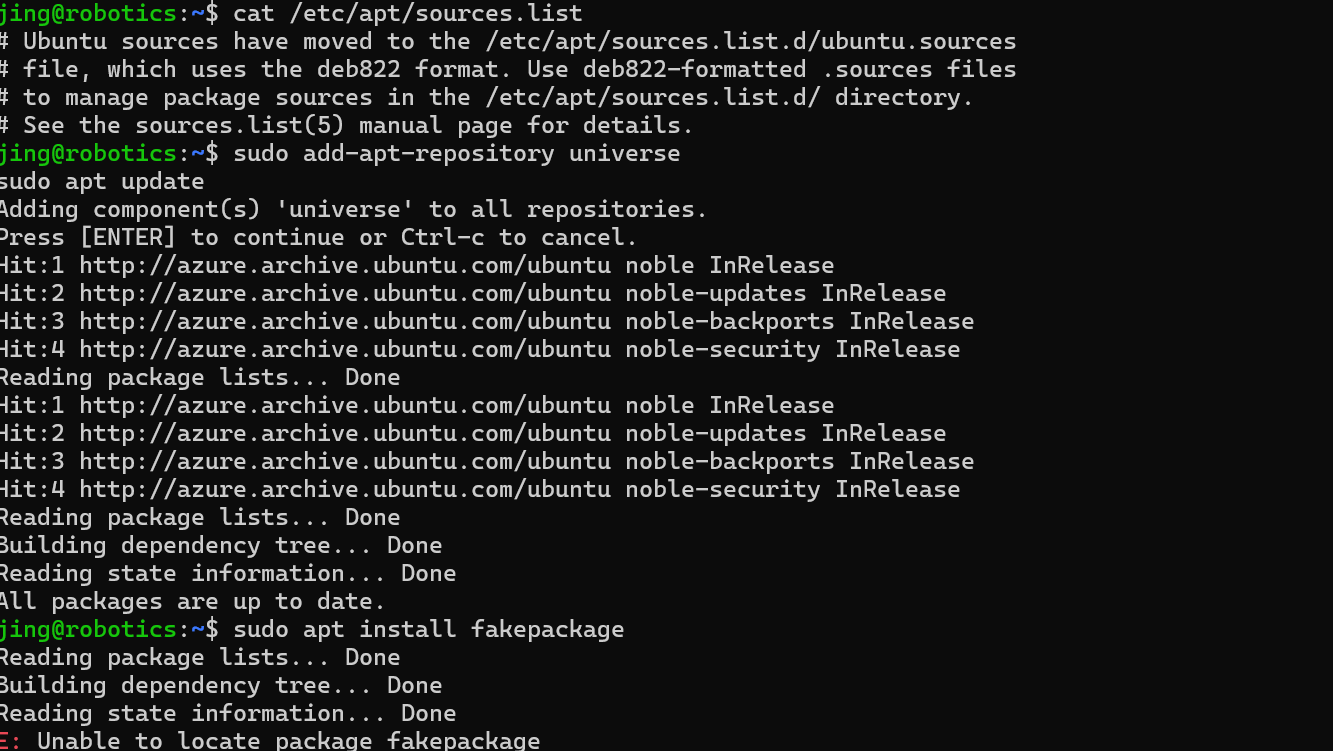 jing@robotics:~$ cat /etc/apt/sources.list
# Ubuntu sources have moved to the /etc/apt/sources.list.d/ubuntu.sources
# file, which uses the deb822 format. Use deb822-formatted .sources files
# to manage package sources in the /etc/apt/sources.list.d/ directory.
# See the sources.list(5) manual page for details.
jing@robotics:~$ sudo add-apt-repository universe
sudo apt update
Adding component(s) 'universe' to all repositories.
Press [ENTER] to continue or Ctrl-c to cancel.
Hit:1 http://azure.archive.ubuntu.com/ubuntu noble InRelease
Hit:2 http://azure.archive.ubuntu.com/ubuntu noble-updates InRelease
Hit:3 http://azure.archive.ubuntu.com/ubuntu noble-backports InRelease
Hit:4 http://azure.archive.ubuntu.com/ubuntu noble-security InRelease
Reading package lists... Done
Hit:1 http://azure.archive.ubuntu.com/ubuntu noble InRelease
Hit:2 http://azure.archive.ubuntu.com/ubuntu noble-updates InRelease
Hit:3 http://azure.archive.ubuntu.com/ubuntu noble-backports InRelease
Hit:4 http://azure.archive.ubuntu.com/ubuntu noble-security InRelease
Reading package lists... Done
Building dependency tree... Done
Reading state information... Done
All packages are up to date.
jing@robotics:~$ sudo apt install fakepackage
Reading package lists... Done
Building dependency tree... Done
Reading state information... Done
E: Unable to locate package fakepackage